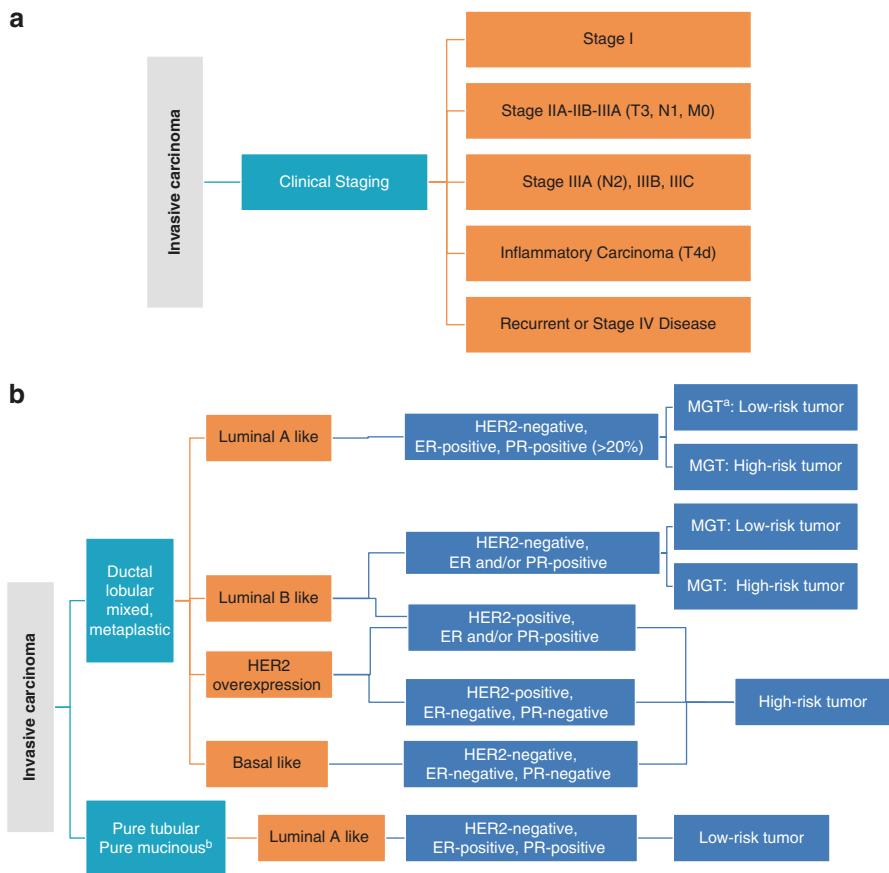 a
Invasive carcinoma
Clinical Staging
Stage I
Stage IIA-IIB-IIIA (T3, N1, M0)
Stage IIIA (N2), IIIB, IIIC
Inflammatory Carcinoma (T4d)
Recurrent or Stage IV Disease
b
Invasive carcinoma
Ductal
lobular
mixed,
metaplastic
Luminal A like
HER2-negative,
ER-positive, PR-positive (>20%)
MGTᵃ: Low-risk tumor
MGT: High-risk tumor
Luminal B like
HER2-negative,
ER and/or PR-positive
MGT: Low-risk tumor
MGT: High-risk tumor
HER2-positive,
ER and/or PR-positive
HER2
overexpression
HER2-positive,
ER-negative, PR-negative
High-risk tumor
Basal like
HER2-negative,
ER-negative, PR-negative
Pure tubular
Pure mucinousᵇ
Luminal A like
HER2-negative,
ER-positive, PR-positive
Low-risk tumor